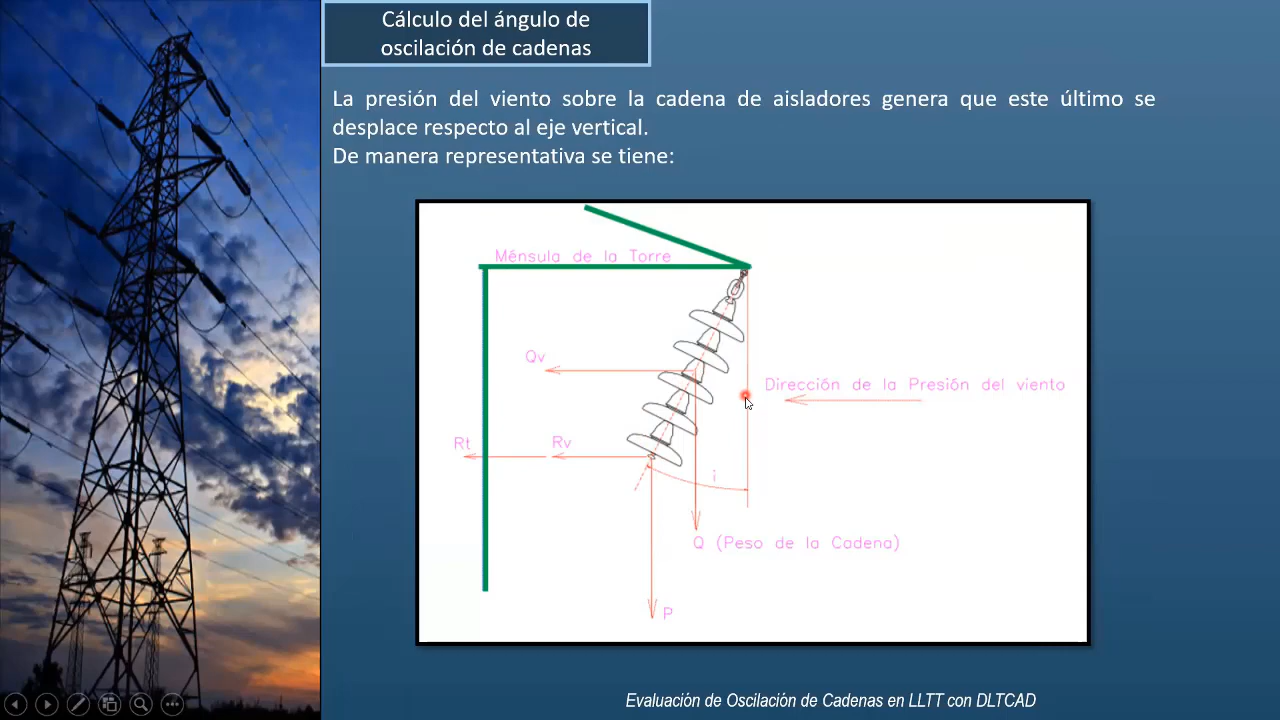 Cálculo del ángulo de
oscilación de cadenas
La presión del viento sobre la cadena de aisladores genera que este último se
desplace respecto al eje vertical.
De manera representativa se tiene:
Ménsula de la Torre
Qv
Dirección de la Presión del viento
Rt
Rv
i
Q (Peso de la Cadena)
P
Evaluación de Oscilación de Cadenas en LLTT con DLTCAD